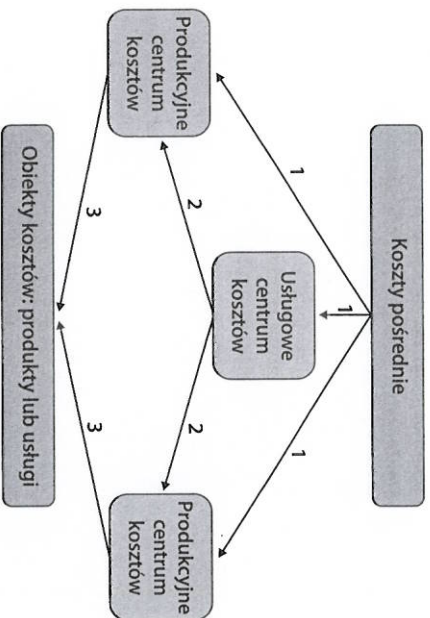 Koszty pośrednie
1
1
1
Usługowe
centrum
kosztów
2
2
Produkcyjne
centrum
kosztów
Produkcyjne
centrum
kosztów
3
3
Obiekty kosztów: produkty lub usługi